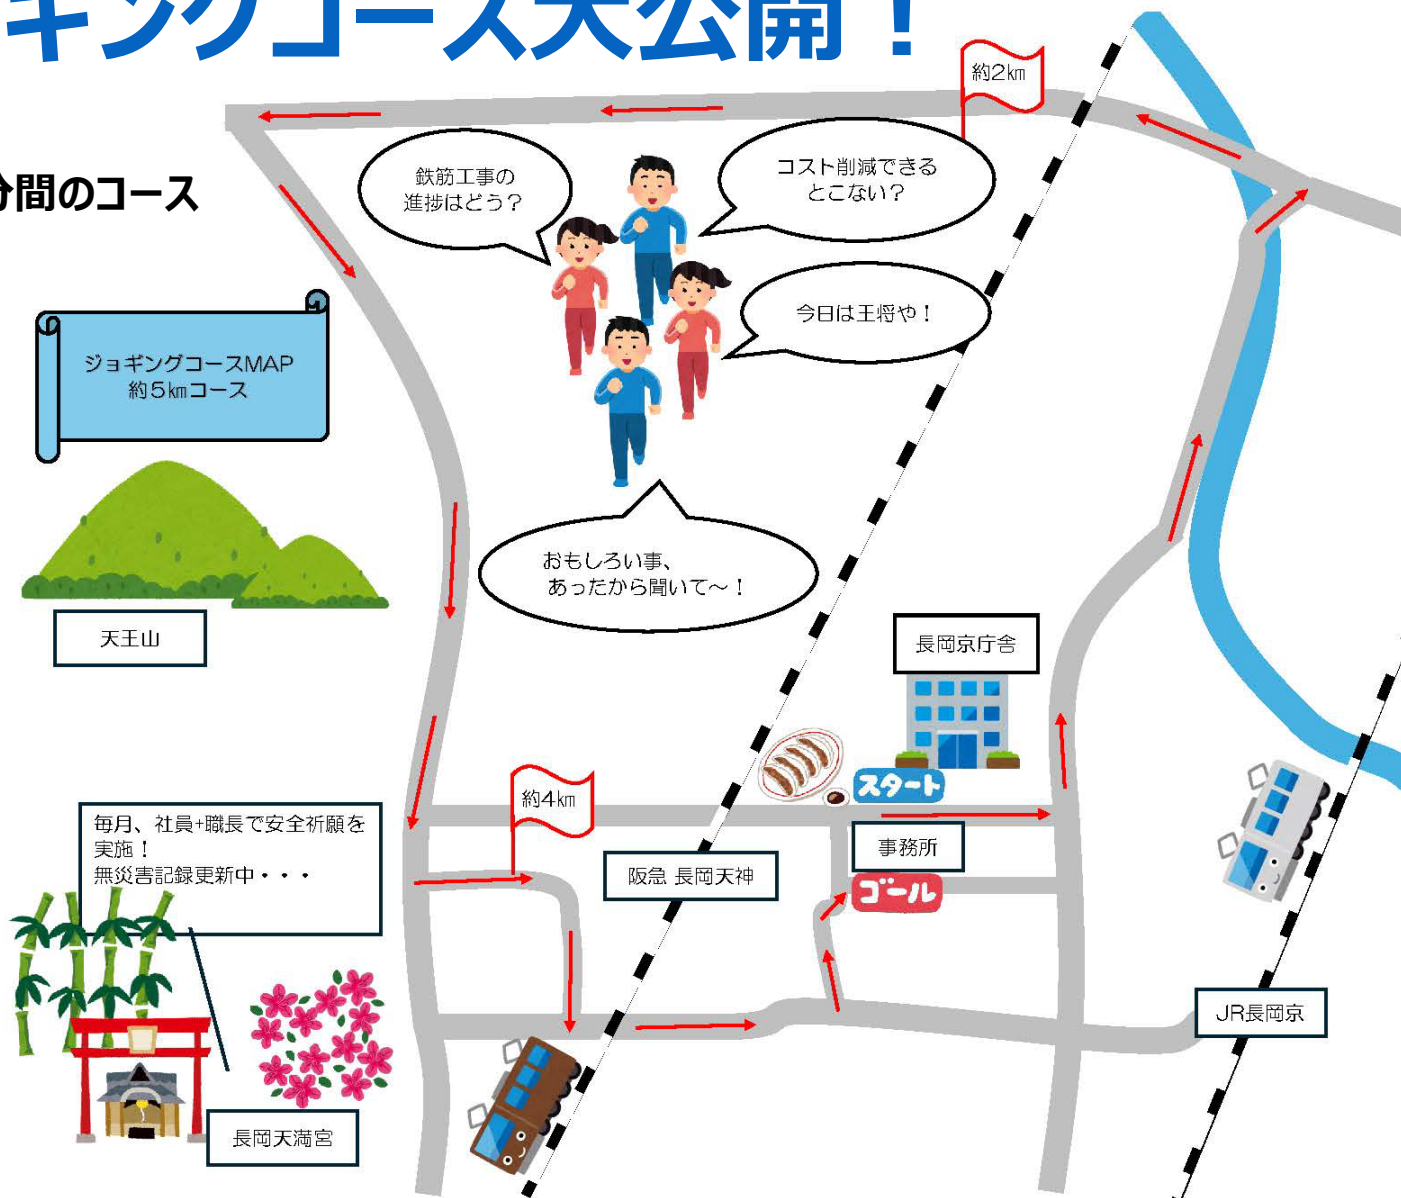 キングコース大公開！
約2㎞
分間のコース
鉄筋工事の
進捗はどう？
コスト削減できる
とこない？
今日は王将や！
ジョギングコースMAP
約5㎞コース
おもしろい事、
あったから聞いて～！
天王山
長岡京庁舎
スタート
約4㎞
毎月、社員+職長で安全祈願を
実施！
無災害記録更新中・・・
事務所
阪急 長岡天神
ゴール
JR長岡京
長岡天満宮